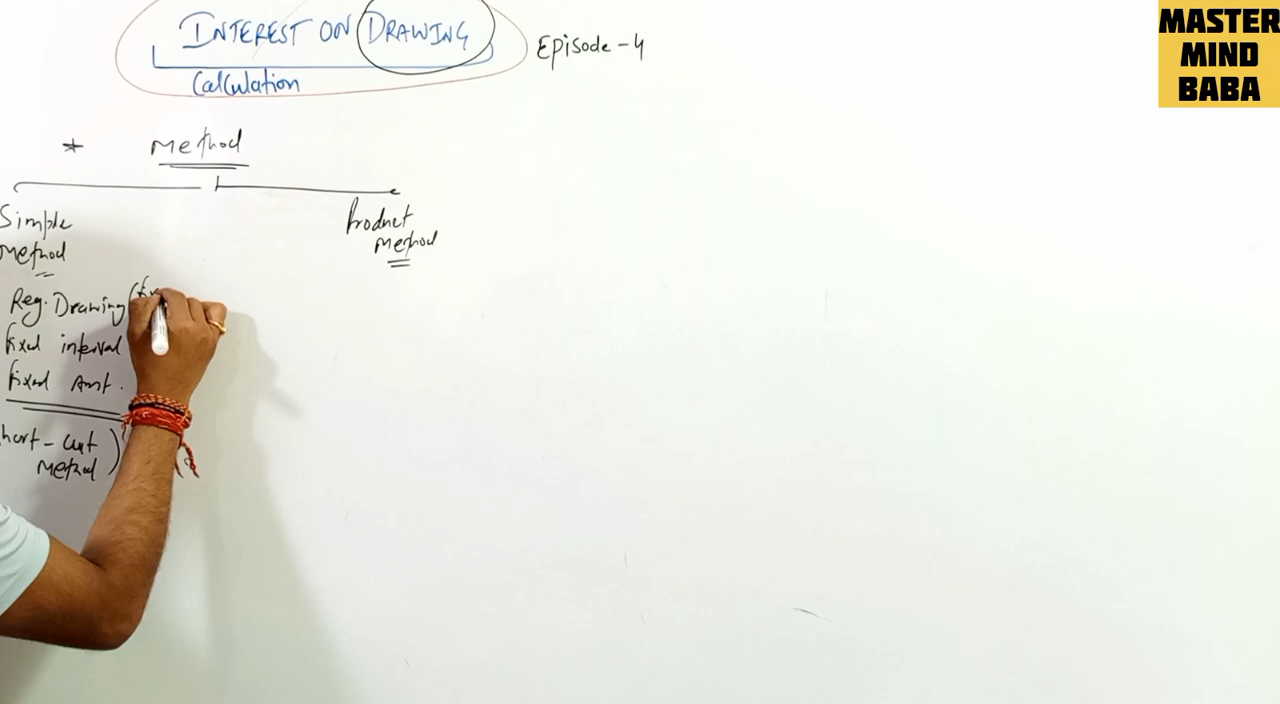 INTEREST ON DRAWING
Episode-4
Calculation
* Method
Simple
Method
Product
Method
Reg. Drawing
fixed interval
fixed Amt.
hort-cut
Method)
MASTER
MIND
BABA